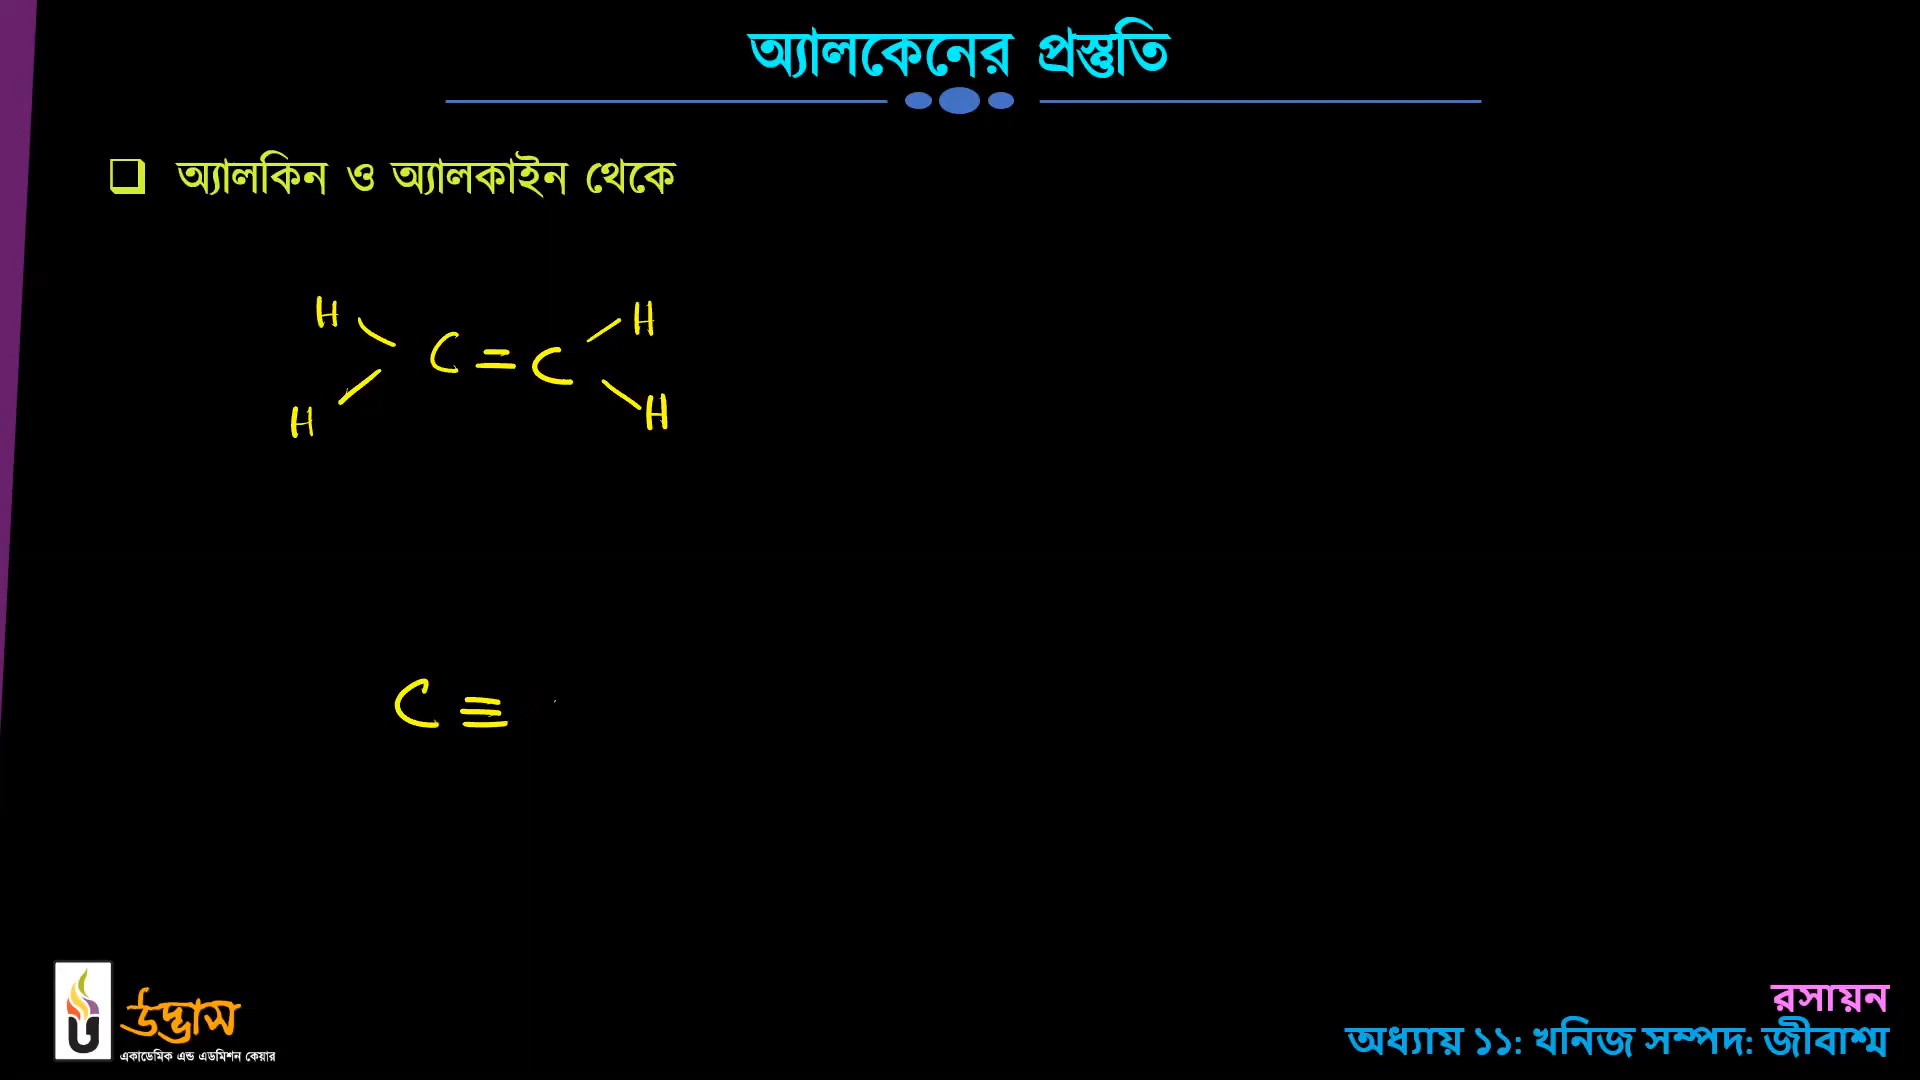 অ্যালকেনের প্রস্তুতি
❑ অ্যালকিন ও অ্যালকাইন থেকে
H H
C = C
H H
C ≡
উদ্ভাস
একাডেমিক এন্ড এডমিশন কেয়ার
রসায়ন
অধ্যায় ১১: খনিজ সম্পদ: জীবাশ্ম